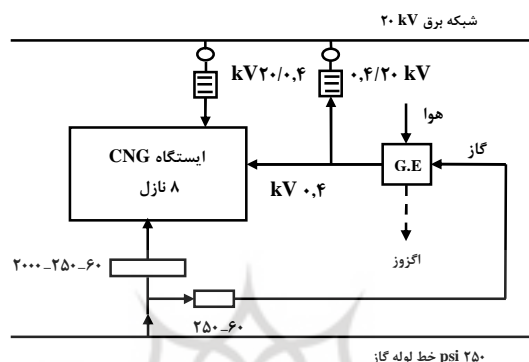 شبکه برق ۲۰ kV
kV۲۰/۰,۴
۰,۴/۲۰ kV
هوا
ایستگاه CNG
۸ نازل
G.E
گاز
kV ۰,۴
اگزوز
۲۰۰۰-۲۵۰-۶۰
۲۵۰-۶۰
۲۵۰ psi خط لوله گاز